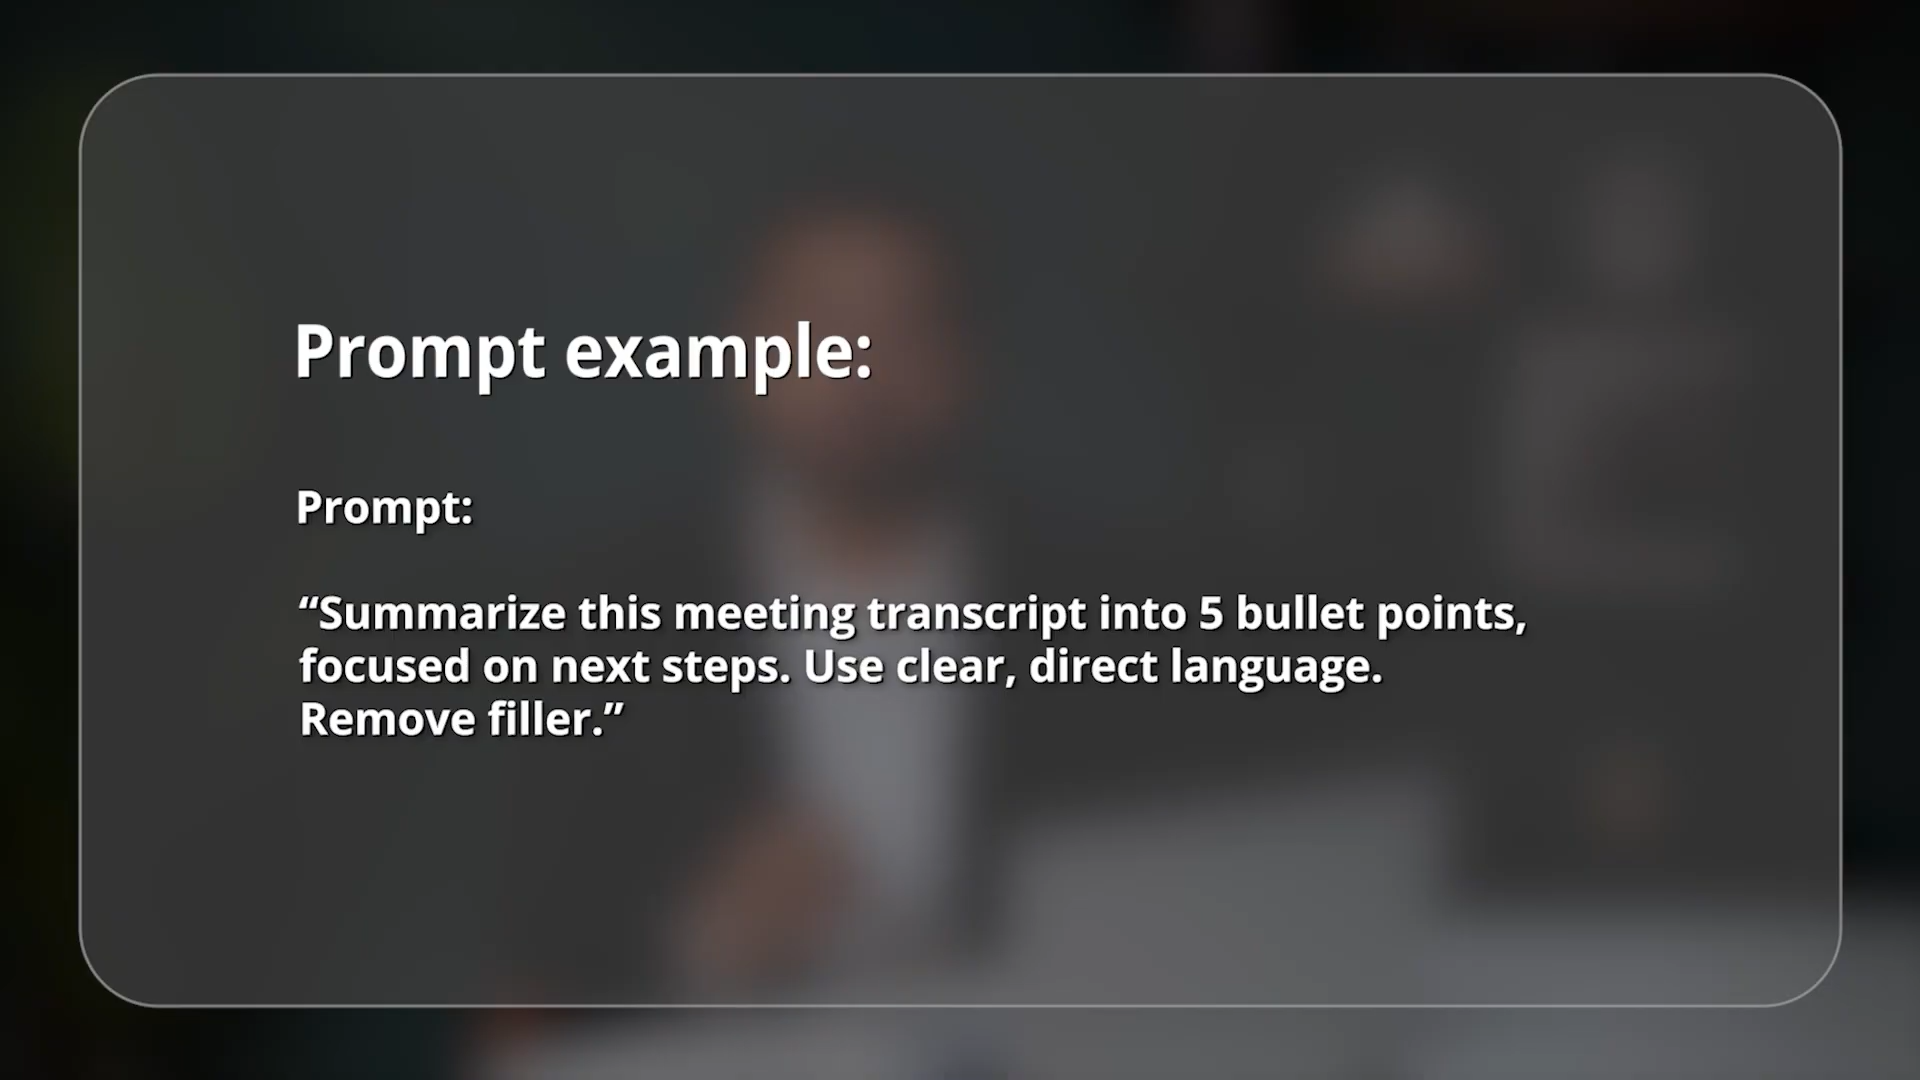 Prompt example:
Prompt:
“Summarize this meeting transcript into 5 bullet points,
focused on next steps. Use clear, direct language.
Remove filler.”